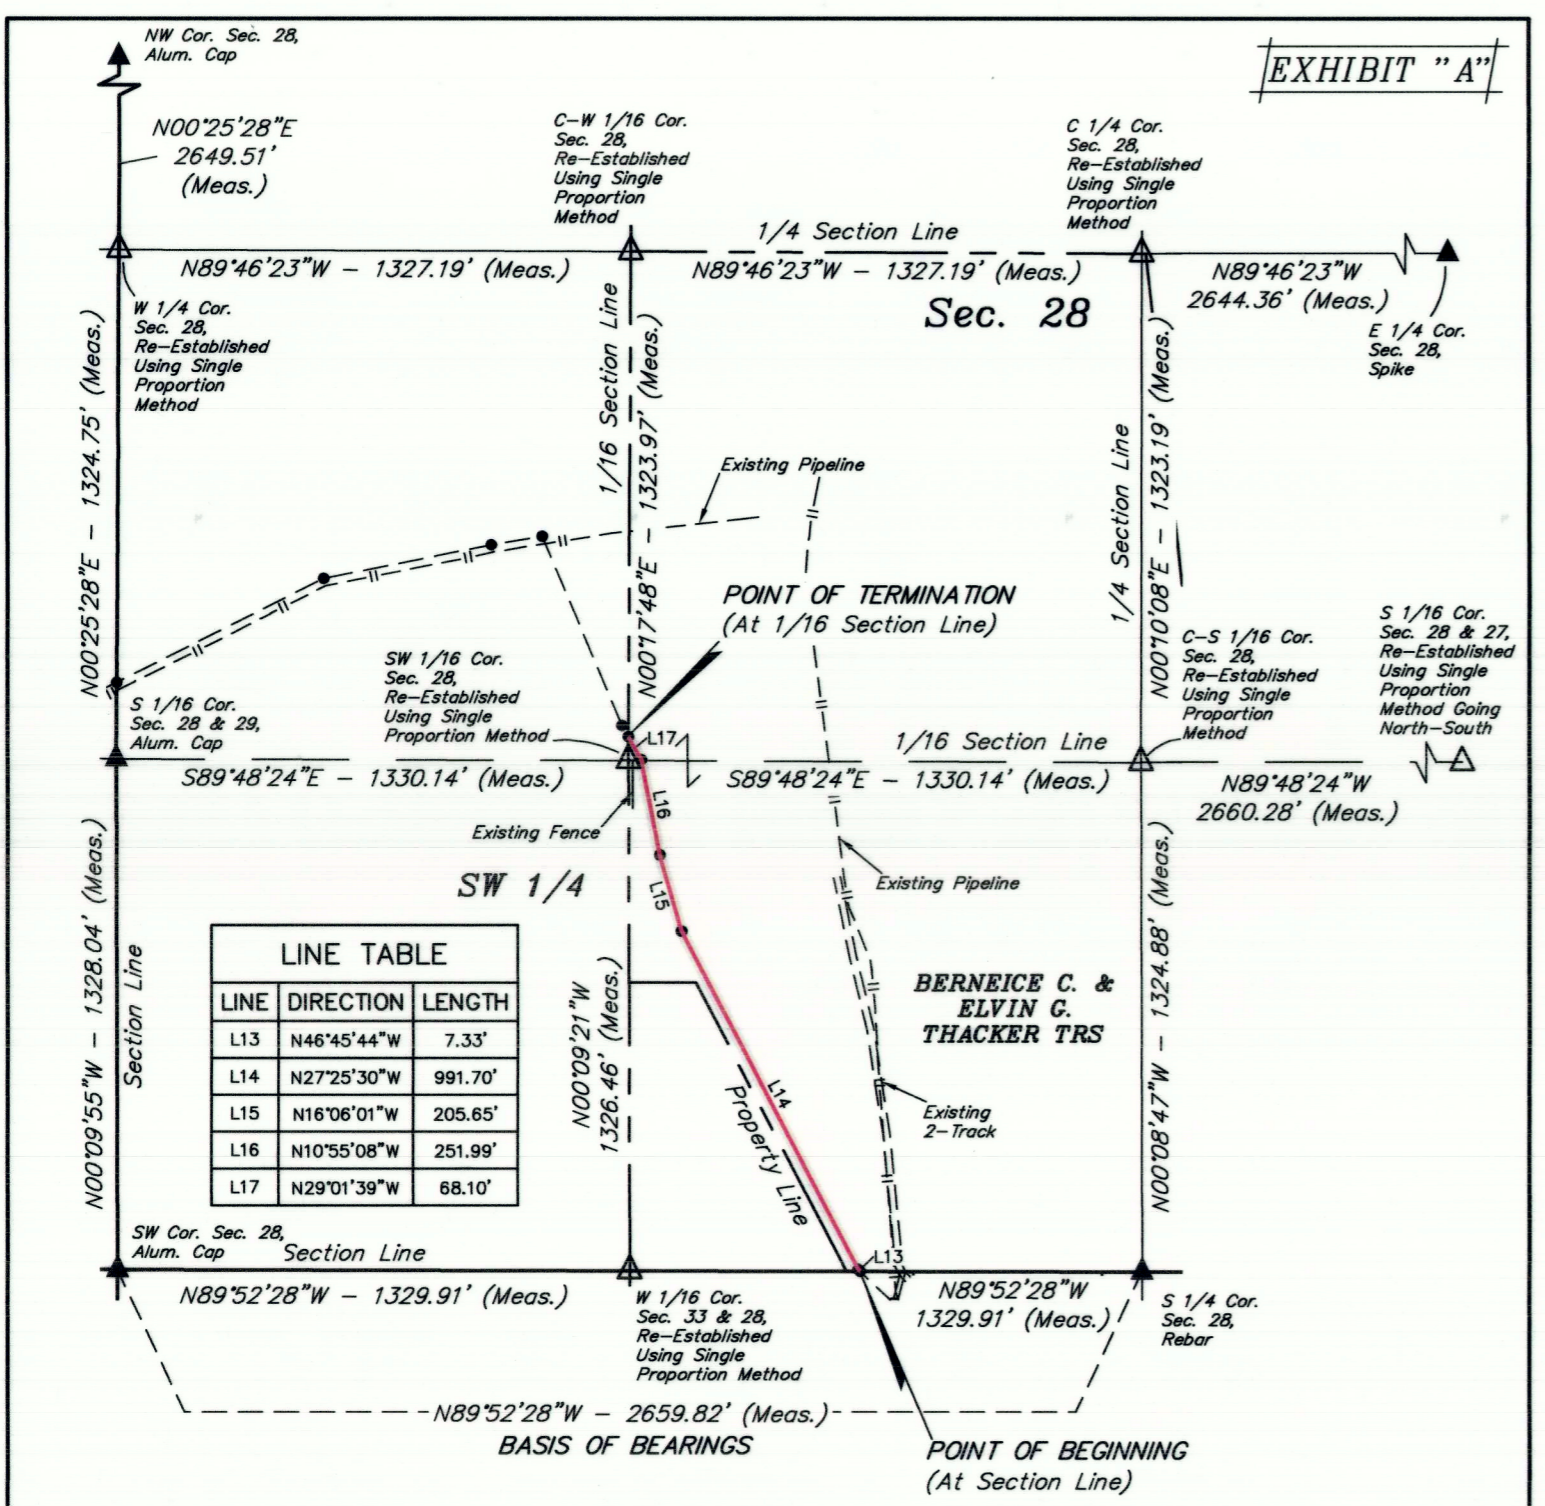 NW Cor. Sec. 28,
Alum. Cap
EXHIBIT "A"
N00°25'28"E
2649.51'
(Meas.)
C-W 1/16 Cor.
Sec. 28,
Re-Established
Using Single
Proportion
Method
C 1/4 Cor.
Sec. 28,
Re-Established
Using Single
Proportion
Method
1/4 Section Line
N89°46'23"W - 1327.19' (Meas.)
N89°46'23"W - 1327.19' (Meas.)
N89°46'23"W
2644.36' (Meas.)
Sec. 28
W 1/4 Cor.
Sec. 28,
Re-Established
Using Single
Proportion
Method
E 1/4 Cor.
Sec. 28,
Spike
N00°25'28"E - 1324.75' (Meas.)
1/16 Section Line
N00°17'48"E - 1323.97' (Meas.)
1/4 Section Line
N00°10'08"E - 1323.19' (Meas.)
Existing Pipeline
POINT OF TERMINATION
(At 1/16 Section Line)
SW 1/16 Cor.
Sec. 28,
Re-Established
Using Single
Proportion Method
C-S 1/16 Cor.
Sec. 28,
Re-Established
Using Single
Proportion
Method
S 1/16 Cor.
Sec. 28 & 27,
Re-Established
Using Single
Proportion
Method Going
North-South
S 1/16 Cor.
Sec. 28 & 29,
Alum. Cap
L17
1/16 Section Line
S89°48'24"E - 1330.14' (Meas.)
S89°48'24"E - 1330.14' (Meas.)
N89°48'24"W
2660.28' (Meas.)
L16
Existing Fence
SW 1/4
L15
Existing Pipeline
N00°09'55"W - 1328.04' (Meas.)
Section Line
LINE TABLE
LINE DIRECTION LENGTH
L13 N46°45'44"W 7.33'
L14 N27°25'30"W 991.70'
L15 N16°06'01"W 205.65'
L16 N10°55'08"W 251.99'
L17 N29°01'39"W 68.10'
N00°09'21"W
1326.46' (Meas.)
BERNEICE C. &
ELVIN G.
THACKER TRS
N00°08'47"W - 1324.88' (Meas.)
L14
Property Line
Existing
2-Track
SW Cor. Sec. 28,
Alum. Cap
Section Line
L13
N89°52'28"W - 1329.91' (Meas.)
W 1/16 Cor.
Sec. 33 & 28,
Re-Established
Using Single
Proportion Method
N89°52'28"W
1329.91' (Meas.)
S 1/4 Cor.
Sec. 28,
Rebar
N89°52'28"W - 2659.82' (Meas.)
BASIS OF BEARINGS
POINT OF BEGINNING
(At Section Line)